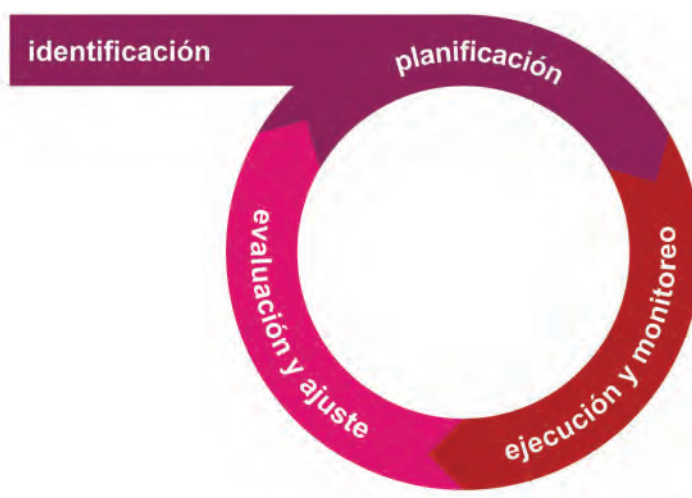 identificación
planificación
ejecución y monitoreo
evaluación y ajuste